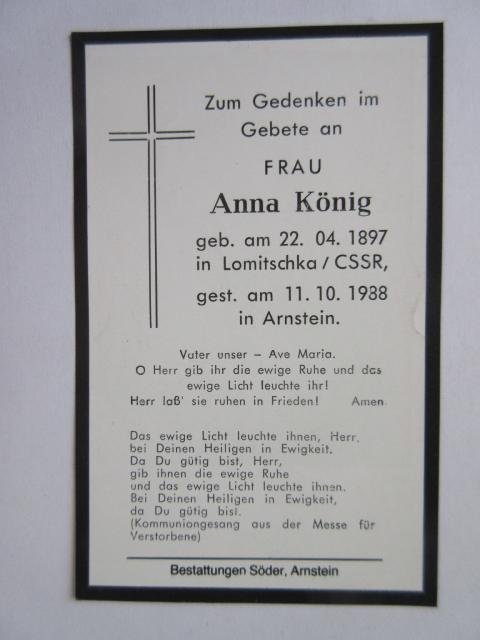 Zum Gedenken im
Gebete an
FRAU
Anna König
geb. am 22. 04. 1897
in Lomitschka / CSSR,
gest. am 11. 10. 1988
in Arnstein.
Vater unser – Ave Maria.
O Herr gib ihr die ewige Ruhe und das
ewige Licht leuchte ihr!
Herr laß' sie ruhen in Frieden! Amen
Das ewige Licht leuchte ihnen, Herr,
bei Deinen Heiligen in Ewigkeit.
Da Du gütig bist, Herr,
gib ihnen die ewige Ruhe
und das ewige Licht leuchte ihnen.
Bei Deinen Heiligen in Ewigkeit,
da Du gütig bist.
(Kommuniongesang aus der Messe für
Verstorbene)
Bestattungen Söder, Arnstein